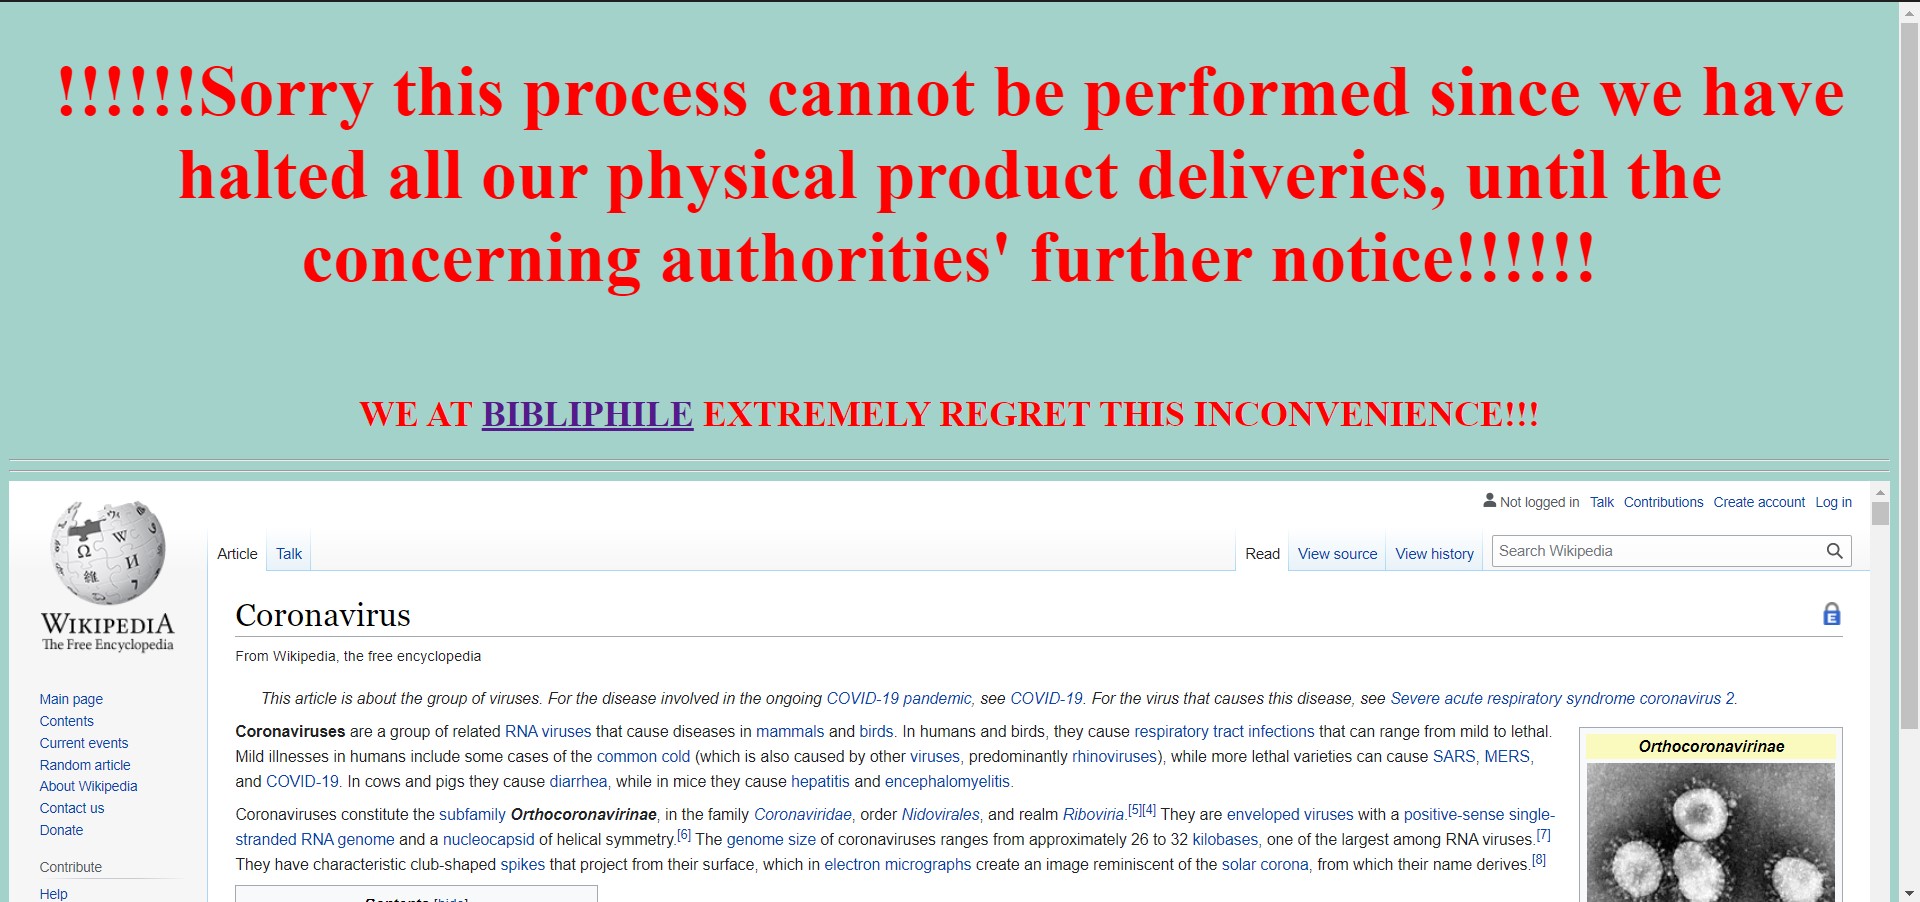 !!!!!!Sorry this process cannot be performed since we have
halted all our physical product deliveries, until the
concerning authorities' further notice!!!!!!
WE AT BIBLIPHILE EXTREMELY REGRET THIS INCONVENIENCE!!!
Not logged in Talk Contributions Create account Log in
Article Talk Read View source View history Search Wikipedia
WIKIPEDIA
The Free Encyclopedia
Coronavirus
From Wikipedia, the free encyclopedia
This article is about the group of viruses. For the disease involved in the ongoing COVID-19 pandemic, see COVID-19. For the virus that causes this disease, see Severe acute respiratory syndrome coronavirus 2.
Coronaviruses are a group of related RNA viruses that cause diseases in mammals and birds. In humans and birds, they cause respiratory tract infections that can range from mild to lethal.
Mild illnesses in humans include some cases of the common cold (which is also caused by other viruses, predominantly rhinoviruses), while more lethal varieties can cause SARS, MERS,
and COVID-19. In cows and pigs they cause diarrhea, while in mice they cause hepatitis and encephalomyelitis.
Coronaviruses constitute the subfamily Orthocoronavirinae, in the family Coronaviridae, order Nidovirales, and realm Riboviria.[5][4] They are enveloped viruses with a positive-sense single-
stranded RNA genome and a nucleocapsid of helical symmetry.[6] The genome size of coronaviruses ranges from approximately 26 to 32 kilobases, one of the largest among RNA viruses.[7]
They have characteristic club-shaped spikes that project from their surface, which in electron micrographs create an image reminiscent of the solar corona, from which their name derives.[8]
Orthocoronavirinae
Main page
Contents
Current events
Random article
About Wikipedia
Contact us
Donate
Contribute
Help
Contents [hide]